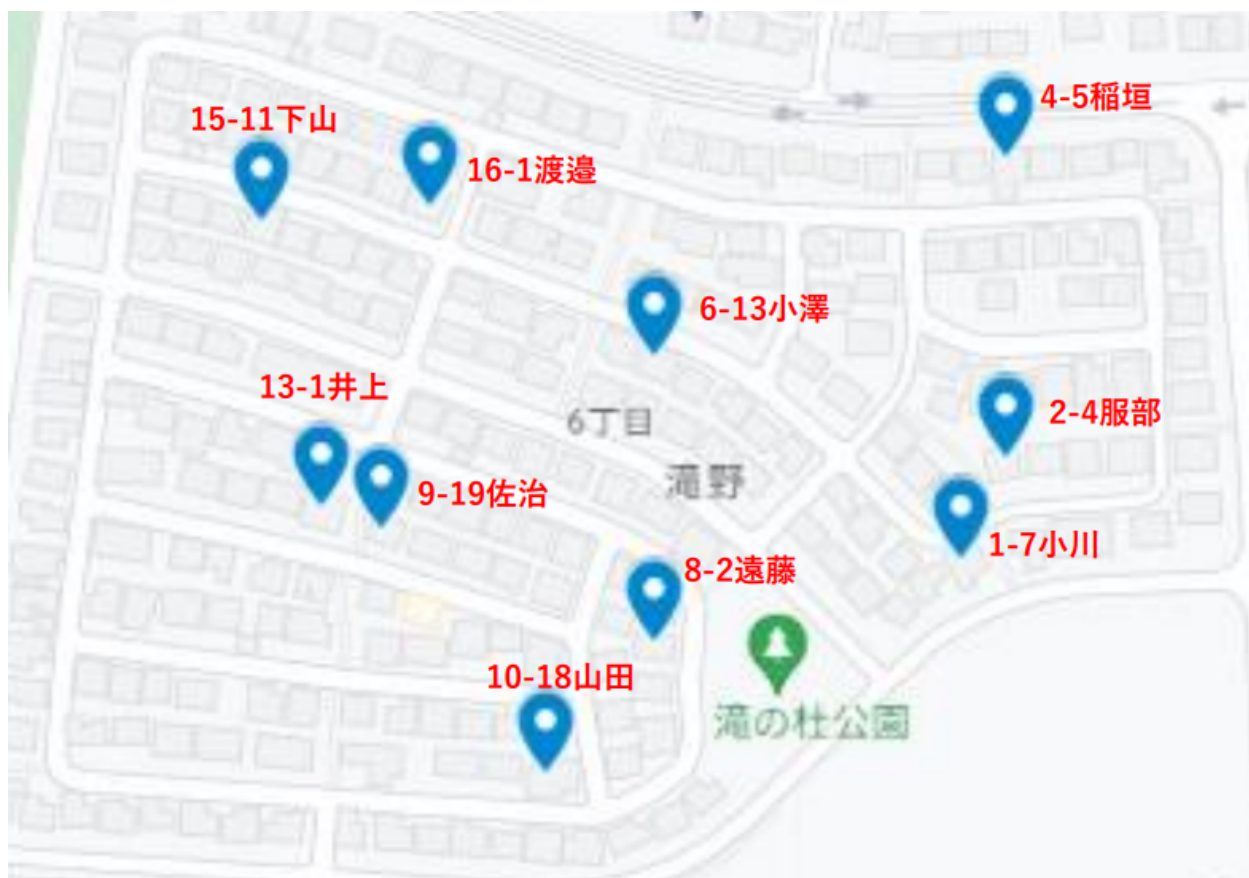 4-5稲垣
15-11下山
16-1渡邉
6-13小澤
13-1井上
2-4服部
6丁目
滝野
9-19佐治
1-7小川
8-2遠藤
10-18山田
滝の杜公園